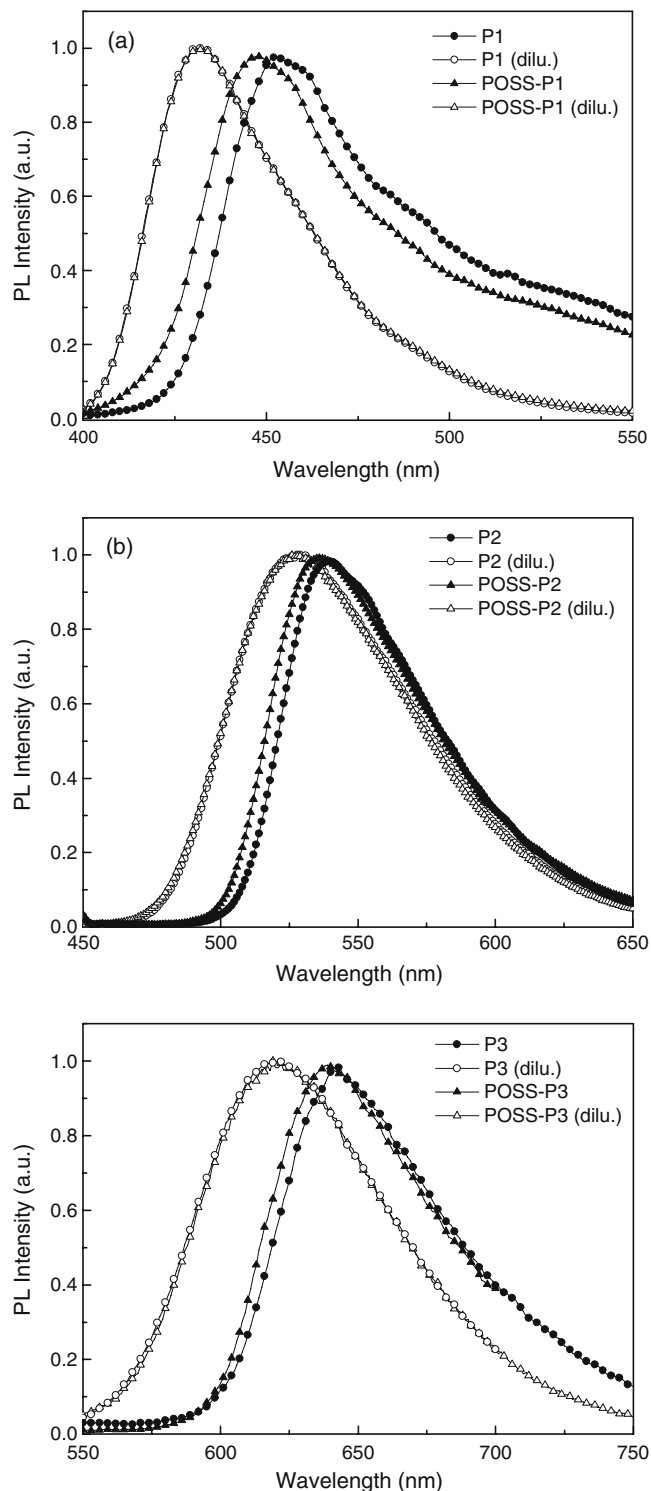 (a)
P1
P1 (dilu.)
POSS-P1
POSS-P1 (dilu.)
1.0
0.8
0.6
0.4
0.2
0.0
PL Intensity (a.u.)
400
450
500
550
Wavelength (nm)
(b)
P2
P2 (dilu.)
POSS-P2
POSS-P2 (dilu.)
1.0
0.8
0.6
0.4
0.2
0.0
PL Intensity (a.u.)
450
500
550
600
650
Wavelength (nm)
P3
P3 (dilu.)
POSS-P3
POSS-P3 (dilu.)
1.0
0.8
0.6
0.4
0.2
0.0
PL Intensity (a.u.)
550
600
650
700
750
Wavelength (nm)